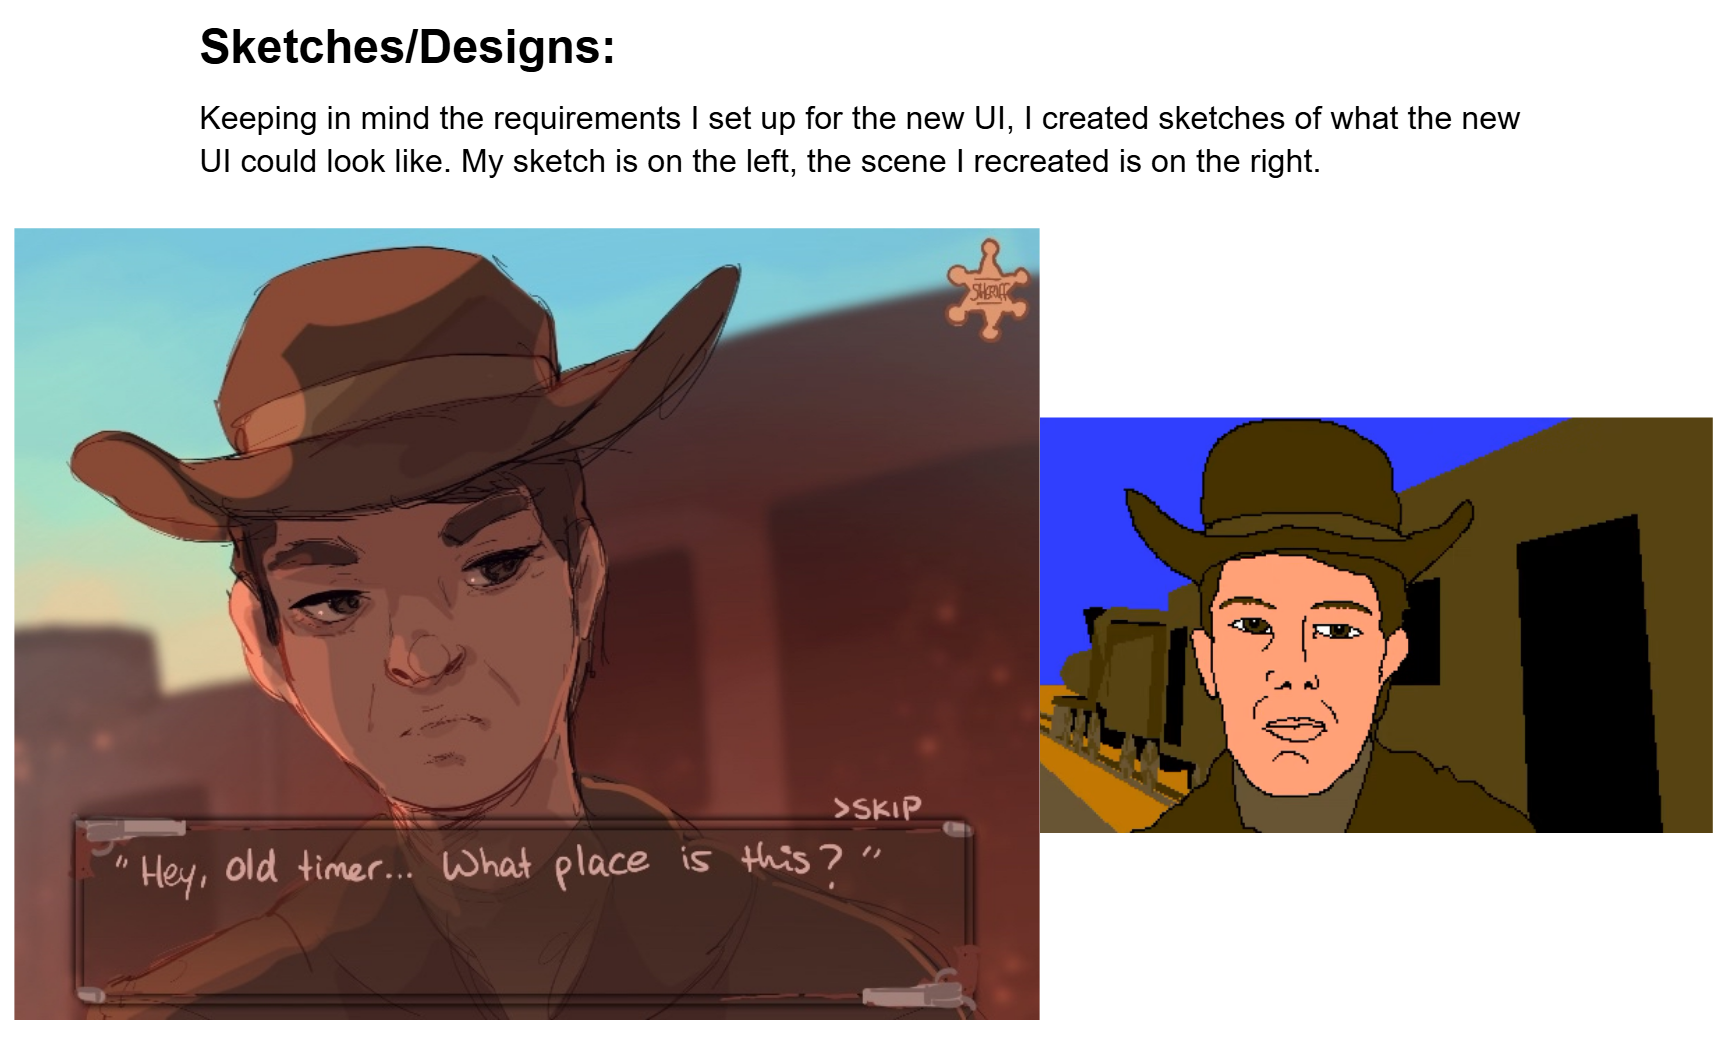 Sketches/Designs:
Keeping in mind the requirements I set up for the new UI, I created sketches of what the new
UI could look like. My sketch is on the left, the scene I recreated is on the right.
SHERIFF
>SKIP
"Hey, old timer... What place is this?"